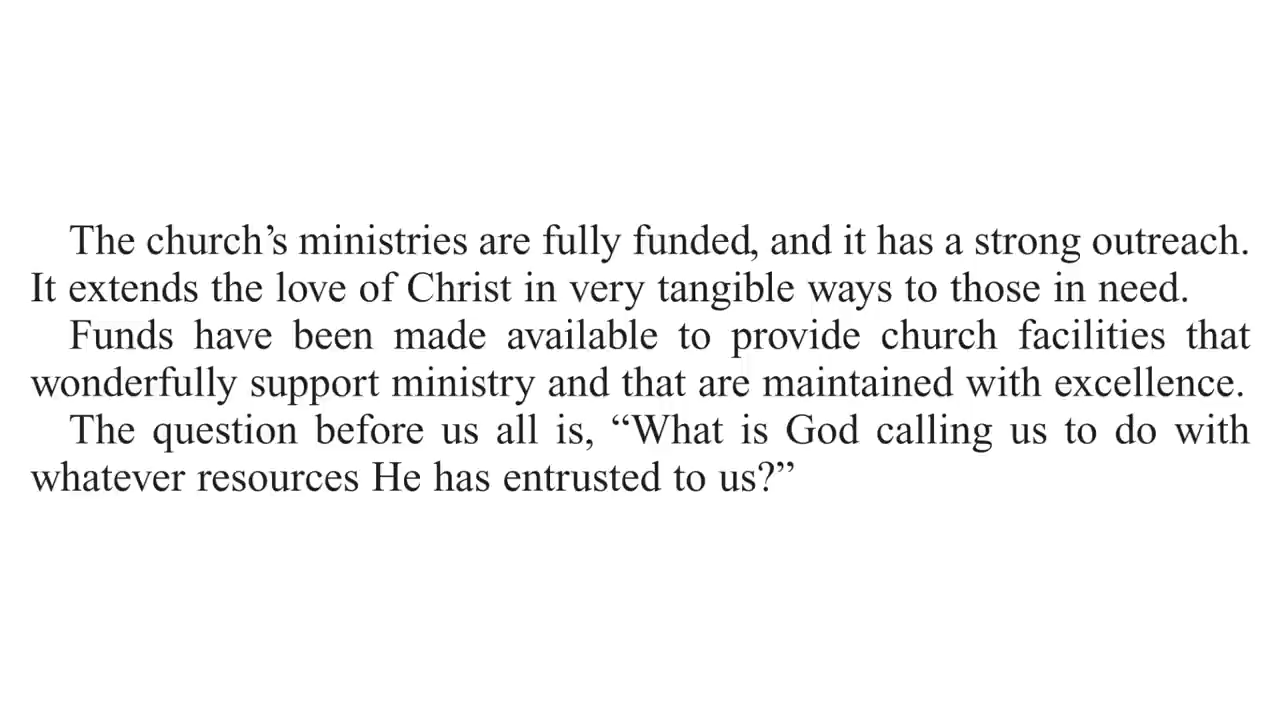 The church’s ministries are fully funded, and it has a strong outreach.
It extends the love of Christ in very tangible ways to those in need.
Funds have been made available to provide church facilities that
wonderfully support ministry and that are maintained with excellence.
The question before us all is, “What is God calling us to do with
whatever resources He has entrusted to us?”